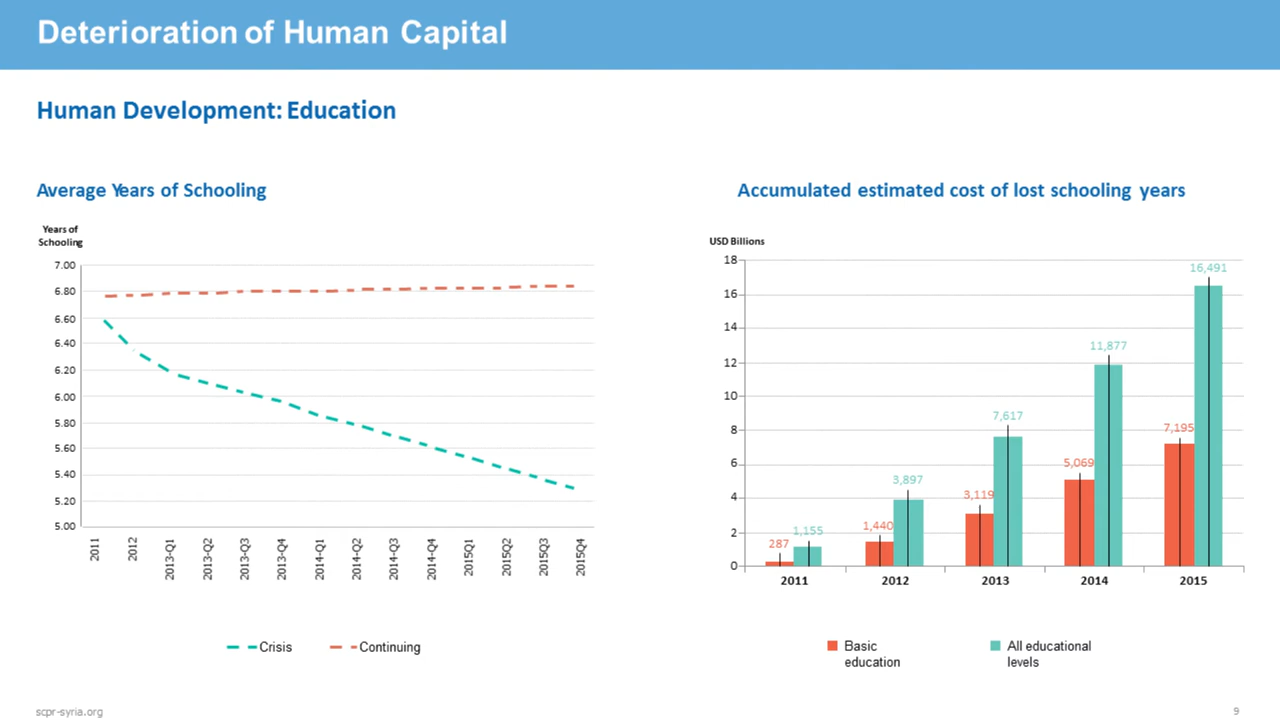 Deterioration of Human Capital
Human Development: Education
Average Years of Schooling
Years of
Schooling
7.00
6.80
6.60
6.40
6.20
6.00
5.80
5.60
5.40
5.20
5.00
2011
2012
2013-Q1
2013-Q2
2013-Q3
2013-Q4
2014-Q1
2014-Q2
2014-Q3
2014-Q4
2015Q1
2015Q2
2015Q3
2015Q4
Crisis
Continuing
Accumulated estimated cost of lost schooling years
USD Billions
18
16
14
12
10
8
6
4
2
0
287
1,155
1,440
3,897
3,119
7,617
5,069
11,877
7,195
16,491
2011
2012
2013
2014
2015
Basic
education
All educational
levels
scpr-syria.org
9